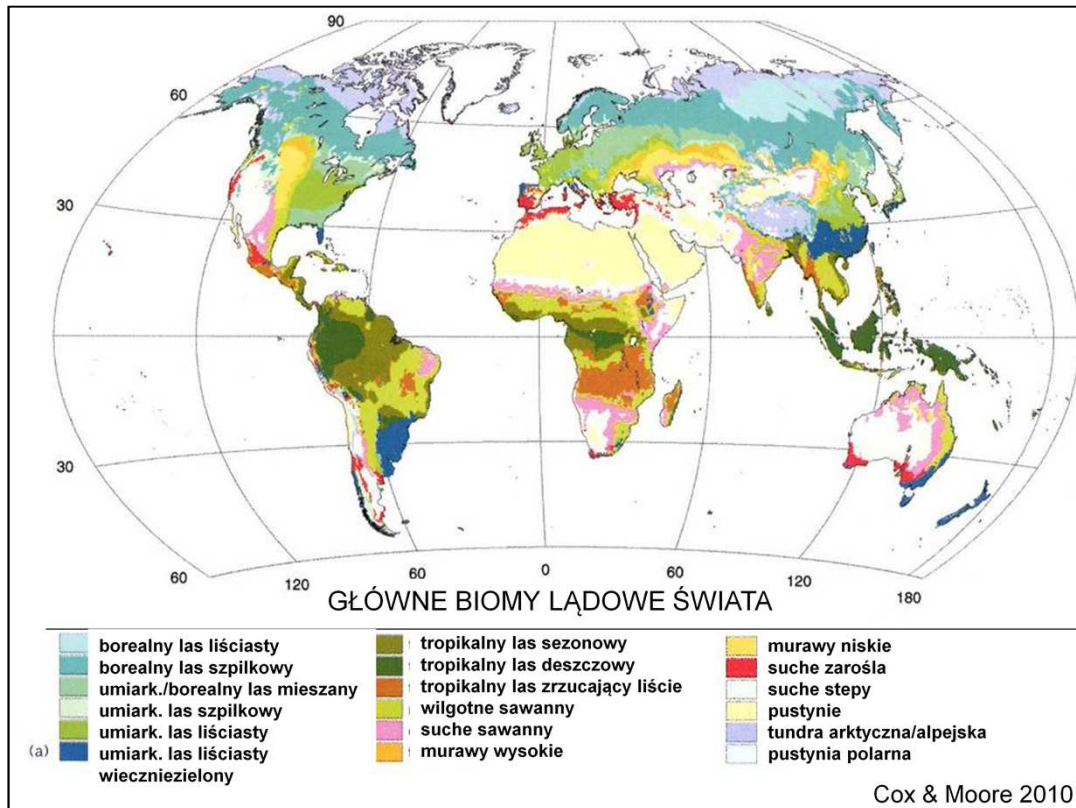 90
60
30
30
60
120
60
0
60
120
180
GŁÓWNE BIOMY LĄDOWE ŚWIATA
borealny las liściasty
borealny las szpilkowy
umiark./borealny las mieszany
umiark. las szpilkowy
umiark. las liściasty
(a)
umiark. las liściasty
wieczniezielony
tropikalny las sezonowy
tropikalny las deszczowy
tropikalny las zrzucający liście
wilgotne sawanny
suche sawanny
murawy wysokie
murawy niskie
suche zarośla
suche stepy
pustynie
tundra arktyczna/alpejska
pustynia polarna
Cox & Moore 2010